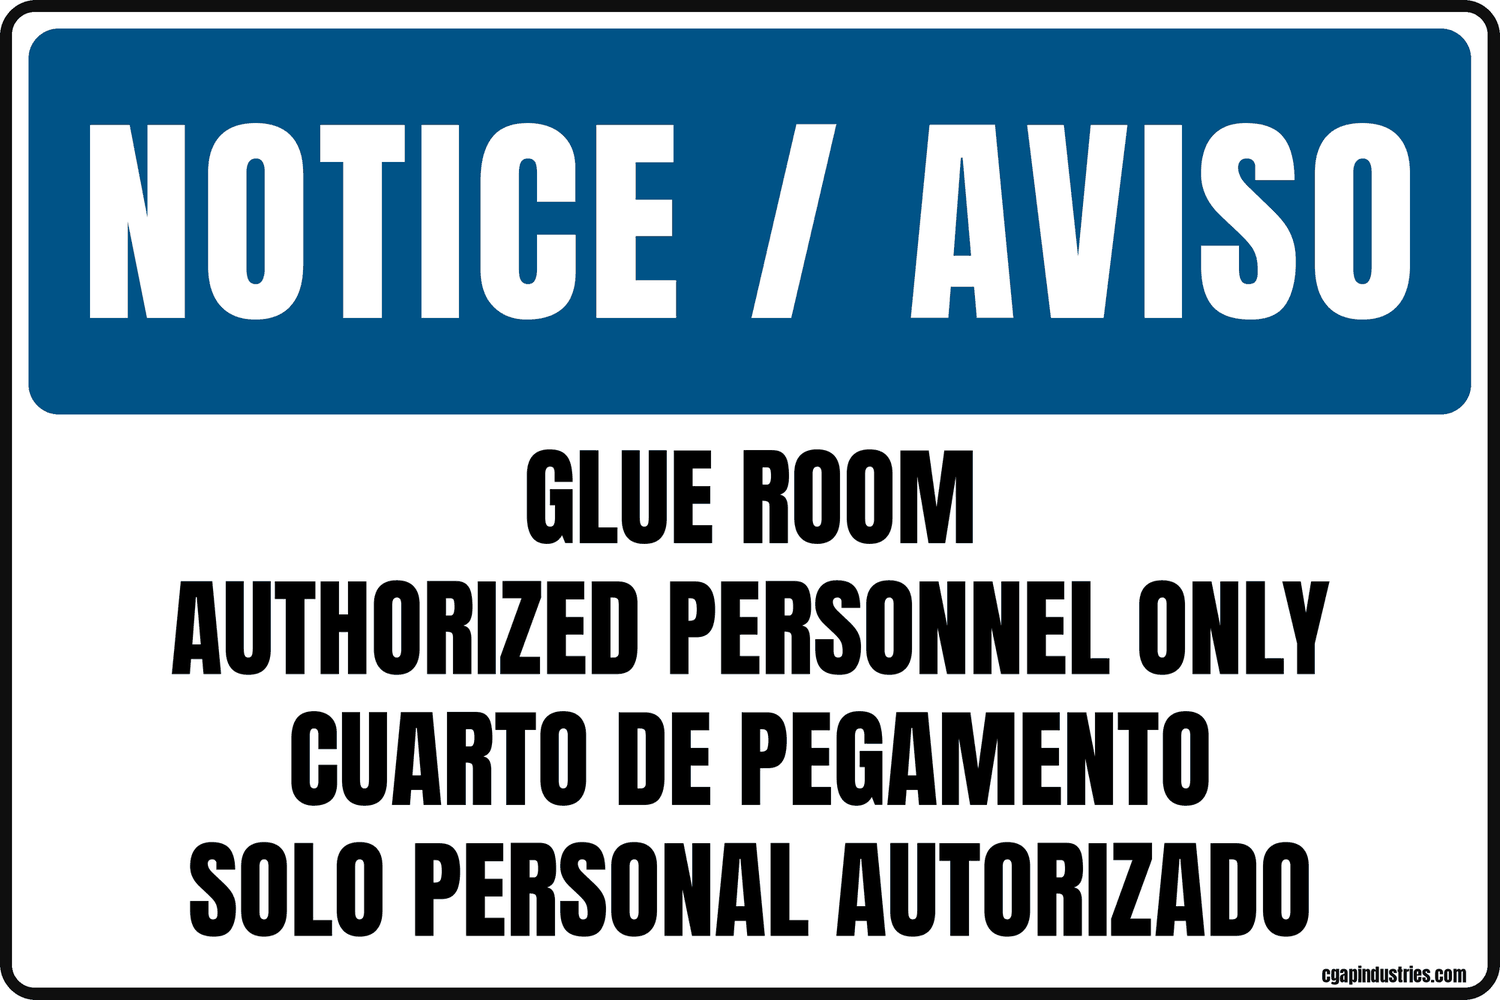 NOTICE / AVISO
GLUE ROOM
AUTHORIZED PERSONNEL ONLY
CUARTO DE PEGAMENTO
SOLO PERSONAL AUTORIZADO
cgapindustries.com